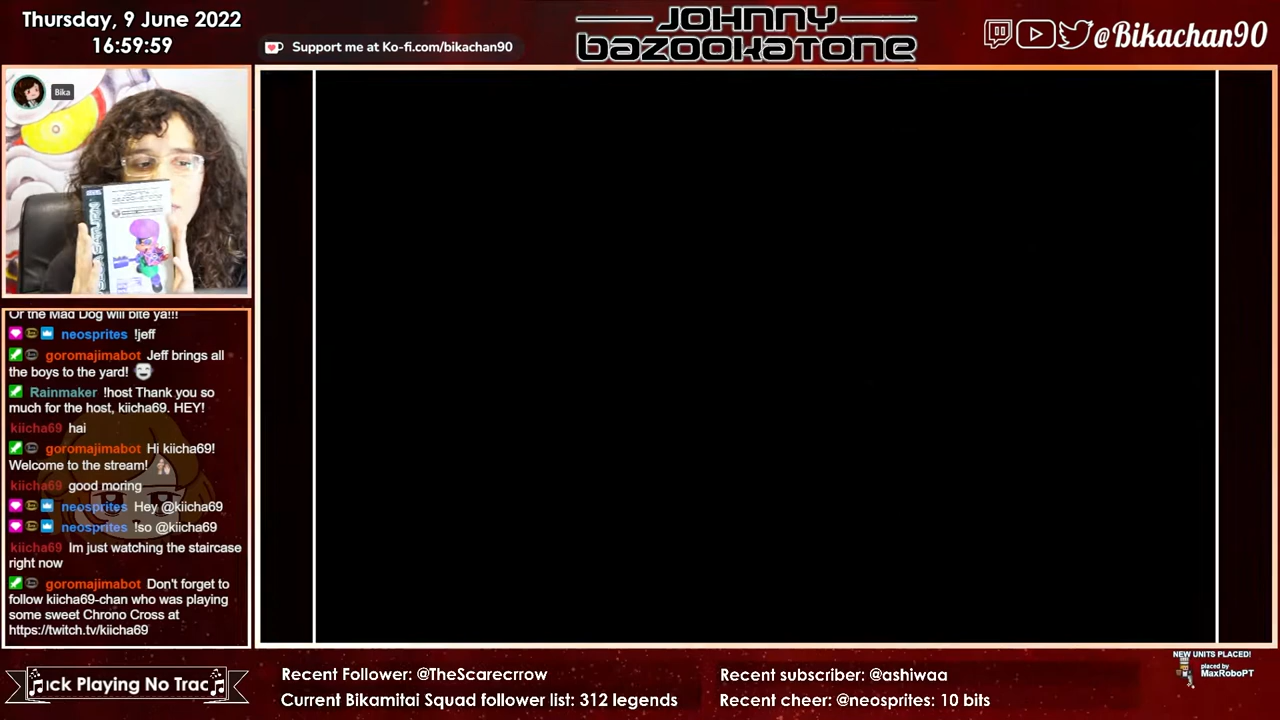 Thursday, 9 June 2022
16:59:59
Support me at Ko-fi.com/bikachan90
JOHNNY
BAZOOKATONE
@Bikachan90
Bika
SEGA SATURN
Or the Mad Dog will bite ya!!!
neosprites !jeff
goromajimabot Jeff brings all
the boys to the yard!
Rainmaker !host Thank you so
much for the host, kiicha69. HEY!
kiicha69 hai
goromajimabot Hi kiicha69!
Welcome to the stream!
kiicha69 good moring
neosprites Hey @kiicha69
neosprites !so @kiicha69
kiicha69 Im just watching the staircase
right now
goromajimabot Don't forget to
follow kiicha69-chan who was playing
some sweet Chrono Cross at
https://twitch.tv/kiicha69
ick Playing No Trac
Recent Follower: @TheScarecrrow
Current Bikamitai Squad follower list: 312 legends
Recent subscriber: @ashiwaa
Recent cheer: @neosprites: 10 bits
NEW UNITS PLACED!
placed by
MaxRoboPT